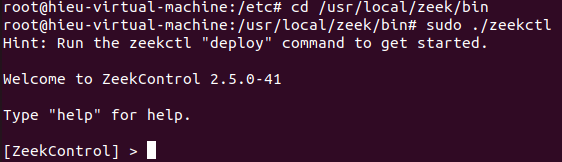 root@hieu-virtual-machine:/etc# cd /usr/local/zeek/bin
root@hieu-virtual-machine:/usr/local/zeek/bin# sudo ./zeekctl
Hint: Run the zeekctl "deploy" command to get started.
Welcome to ZeekControl 2.5.0-41
Type "help" for help.
[ZeekControl] >